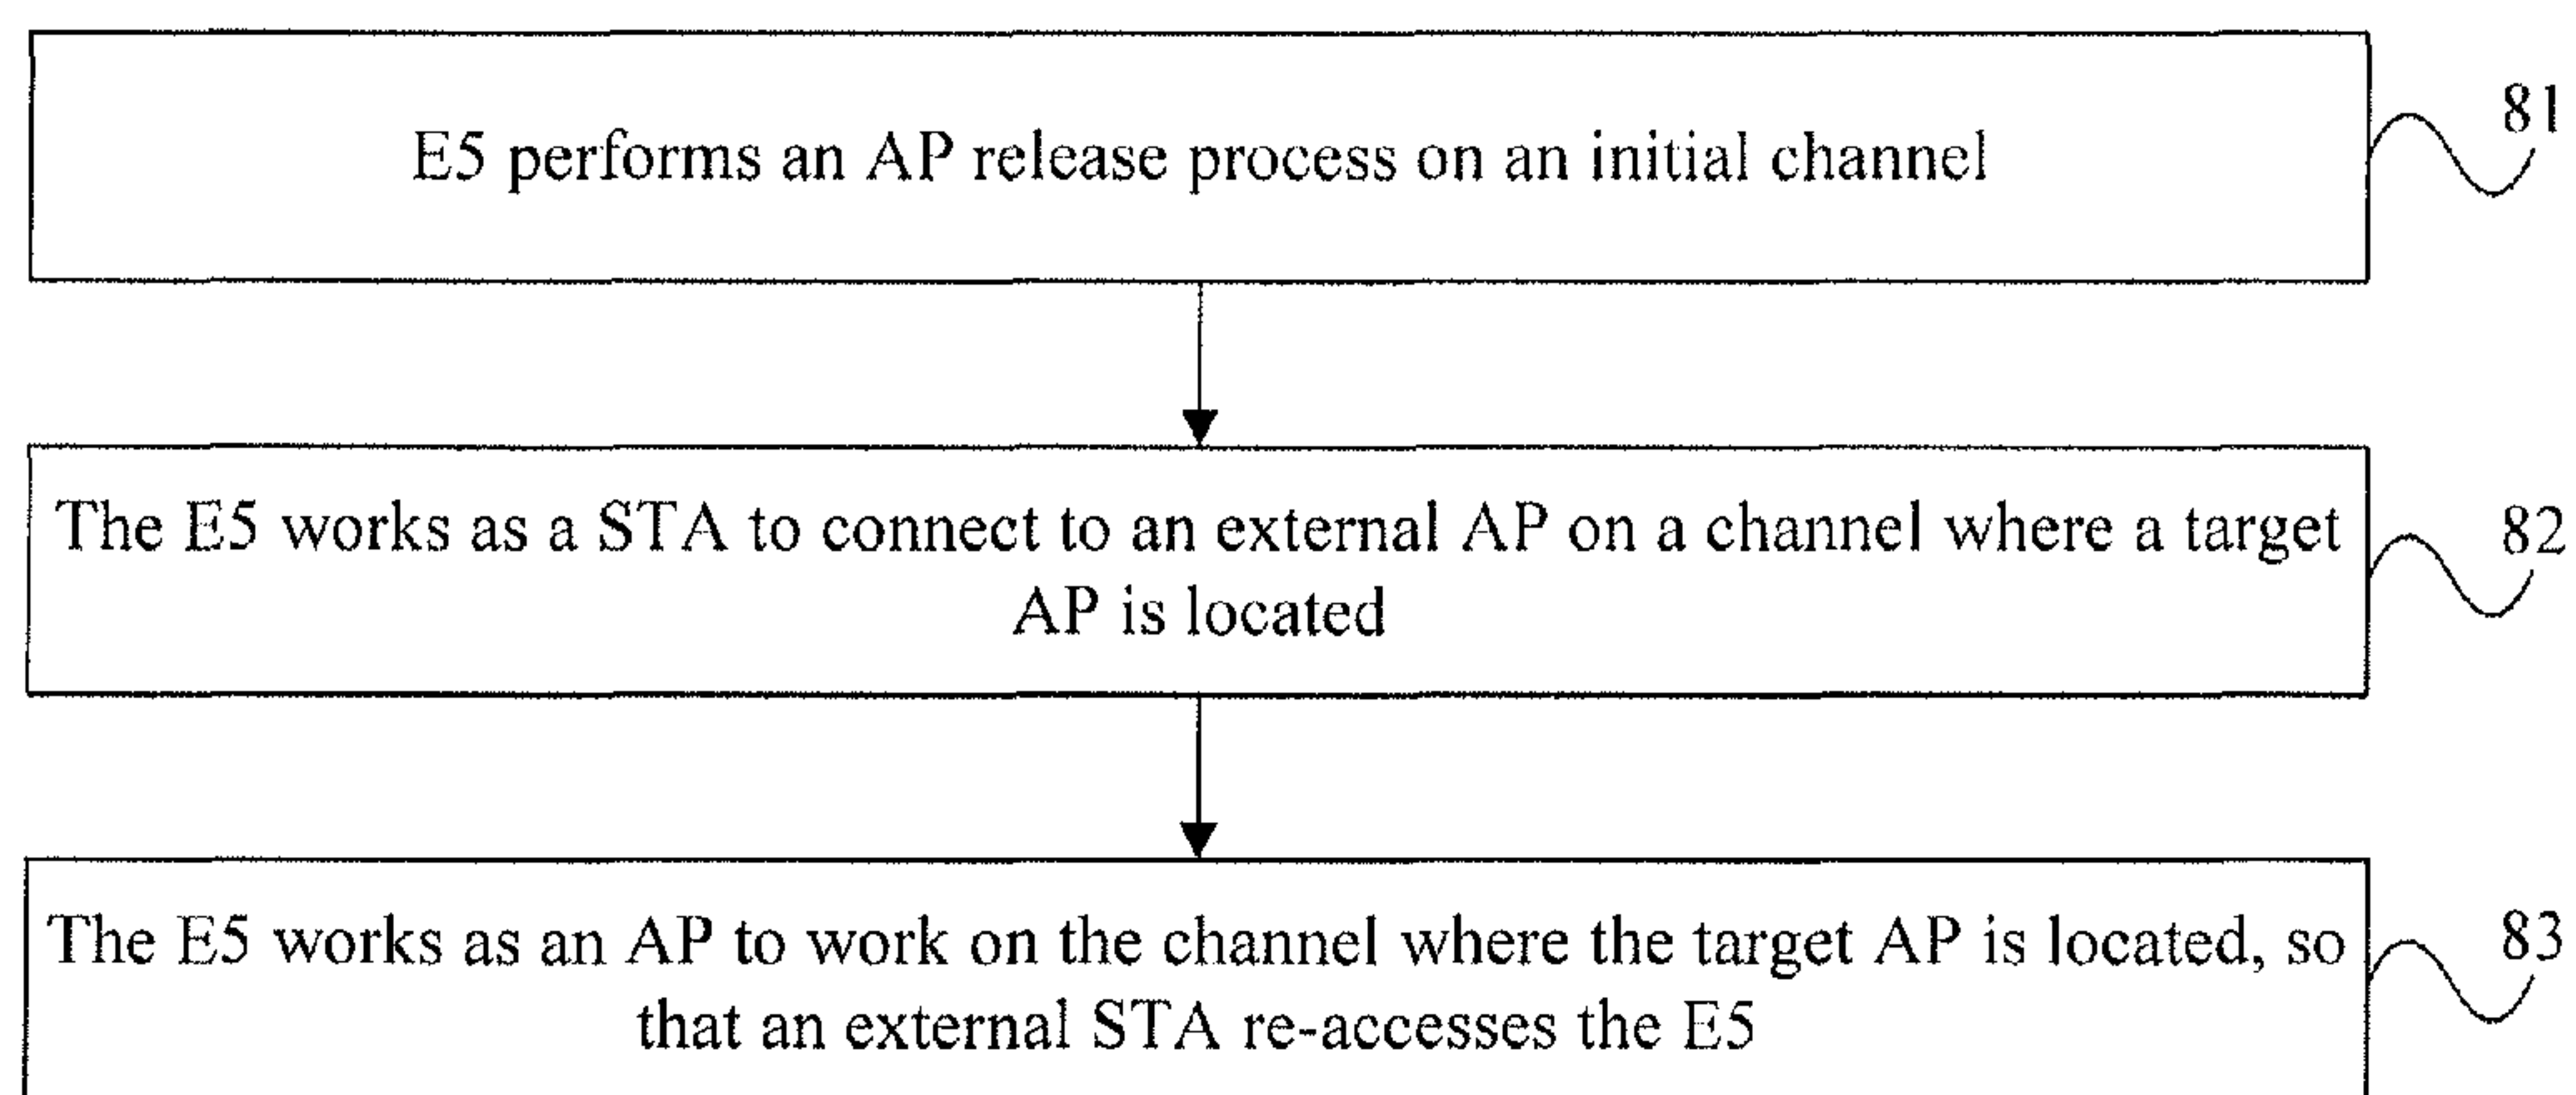 E5 performs an AP release process on an initial channel
81
The E5 works as a STA to connect to an external AP on a channel where a target
AP is located
82
The E5 works as an AP to work on the channel where the target AP is located, so
that an external STA re-accesses the E5
83